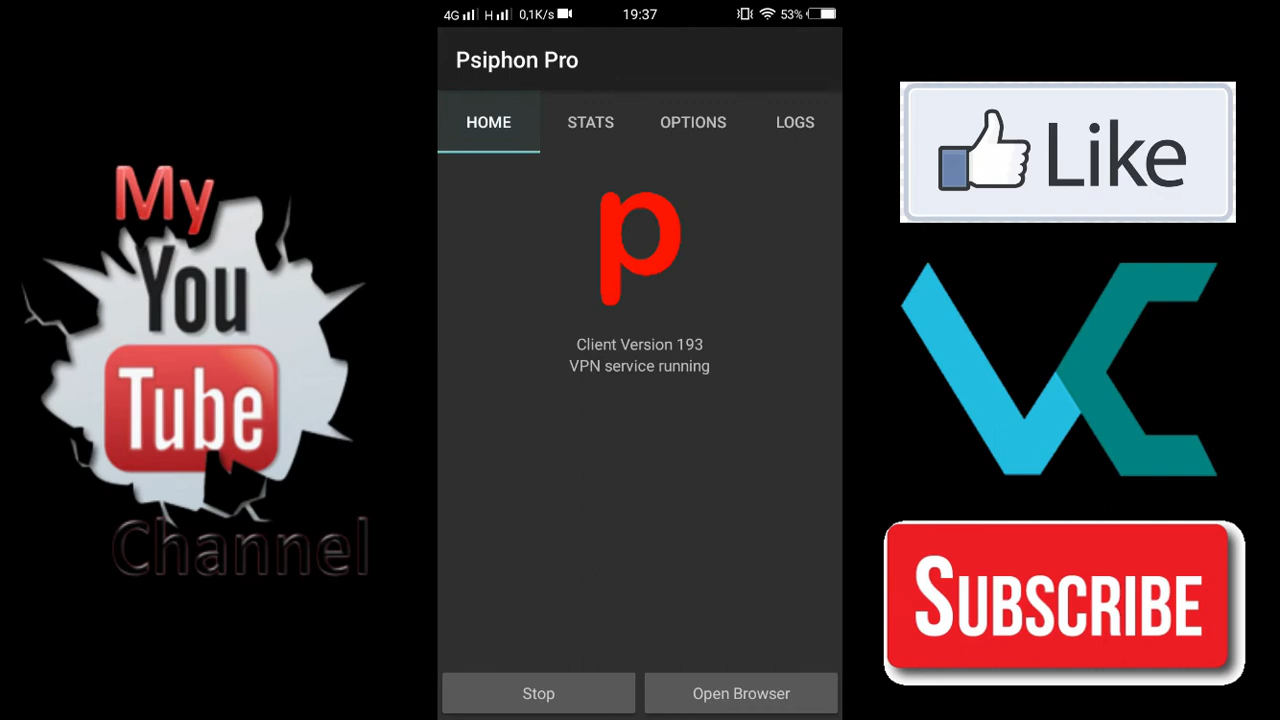 4G H 0,1K/s 19:37 53%
Psiphon Pro
HOME STATS OPTIONS LOGS
p
Client Version 193
VPN service running
Stop Open Browser
My
You
Tube
Channel
Like
VC
SUBSCRIBE